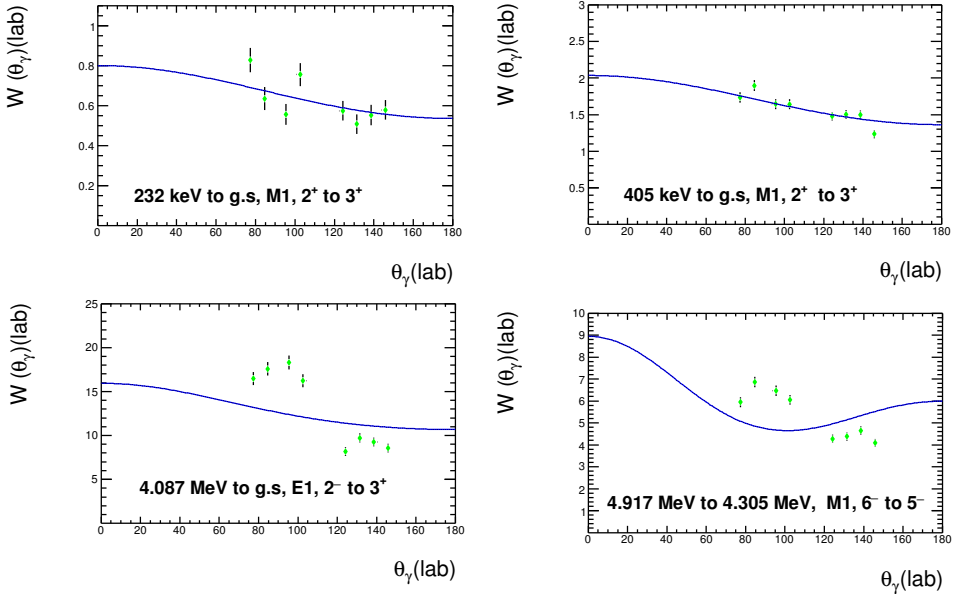 W (θγ)(lab)
1
0.8
0.6
0.4
0.2
232 keV to g.s, M1, 2⁺ to 3⁺
0 20 40 60 80 100 120 140 160 180
θγ(lab)
W (θγ)(lab)
3
2.5
2
1.5
1
0.5
405 keV to g.s, M1, 2⁺ to 3⁺
0 20 40 60 80 100 120 140 160 180
θγ(lab)
W (θγ)(lab)
25
20
15
10
5
4.087 MeV to g.s, E1, 2⁻ to 3⁺
0 20 40 60 80 100 120 140 160 180
θγ(lab)
W (θγ)(lab)
10
9
8
7
6
5
4
3
2
1
4.917 MeV to 4.305 MeV, M1, 6⁻ to 5⁻
0 20 40 60 80 100 120 140 160 180
θγ(lab)